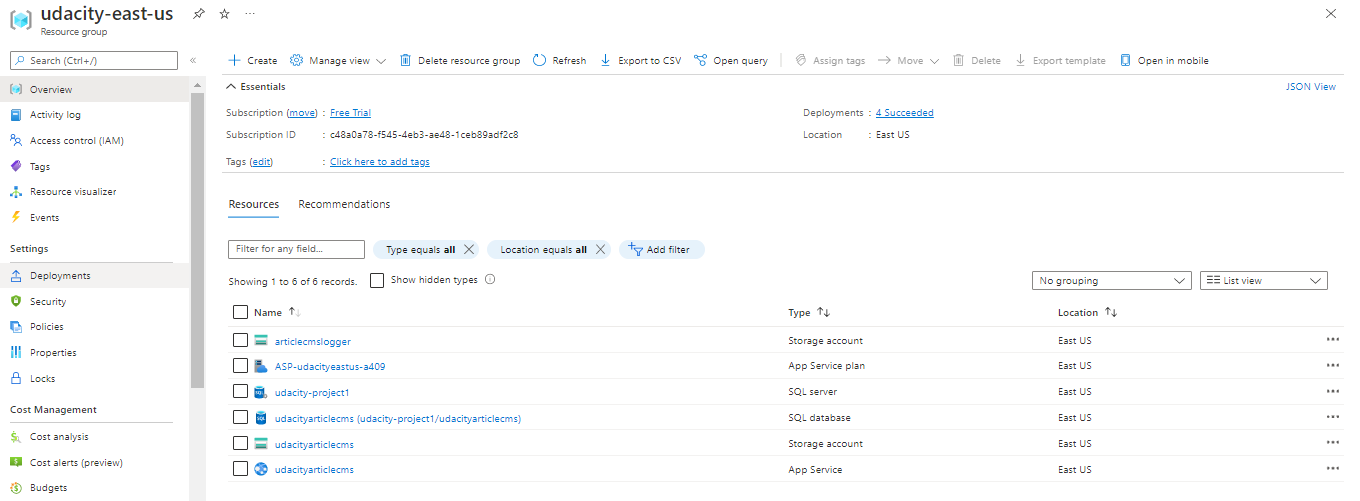 udacity-east-us
Resource group
Search (Ctrl+/)
Overview
Activity log
Access control (IAM)
Tags
Resource visualizer
Events
Settings
Deployments
Security
Policies
Properties
Locks
Cost Management
Cost analysis
Cost alerts (preview)
Budgets
Create Manage view Delete resource group Refresh Export to CSV Open query Assign tags Move Delete Export template Open in mobile
Essentials JSON View
Subscription (move) : Free Trial Deployments : 4 Succeeded
Subscription ID : c48a0a78-f545-4eb3-ae48-1ceb89adf2c8 Location : East US
Tags (edit) : Click here to add tags
Resources Recommendations
Filter for any field... Type equals all Location equals all Add filter
Showing 1 to 6 of 6 records. Show hidden types No grouping List view
Name Type Location
articlecmslogger Storage account East US
ASP-udacityeastus-a409 App Service plan East US
udacity-project1 SQL server East US
udacityarticlecms (udacity-project1/udacityarticlecms) SQL database East US
udacityarticlecms Storage account East US
udacityarticlecms App Service East US